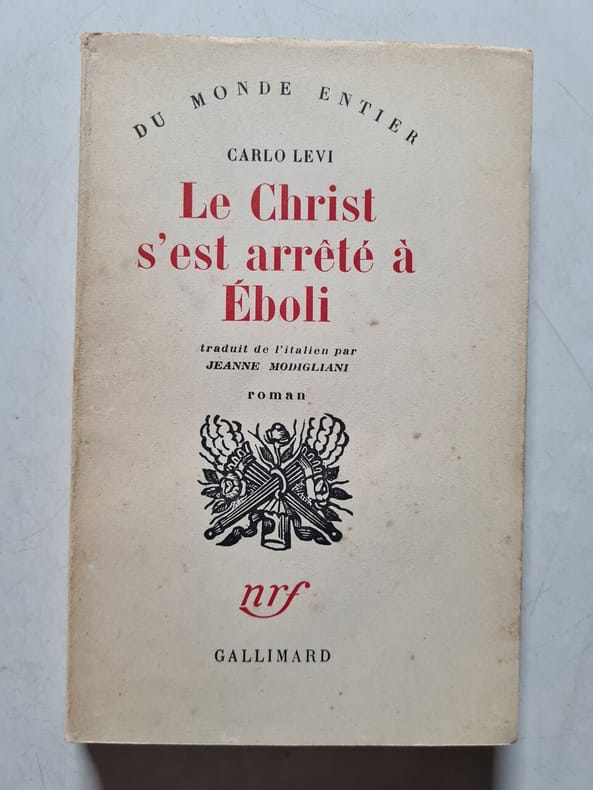 DU MONDE ENTIER
CARLO LEVI
Le Christ
s'est arrêté à
Éboli
traduit de l'italien par
JEANNE MODIGLIANI
roman
nrf
GALLIMARD